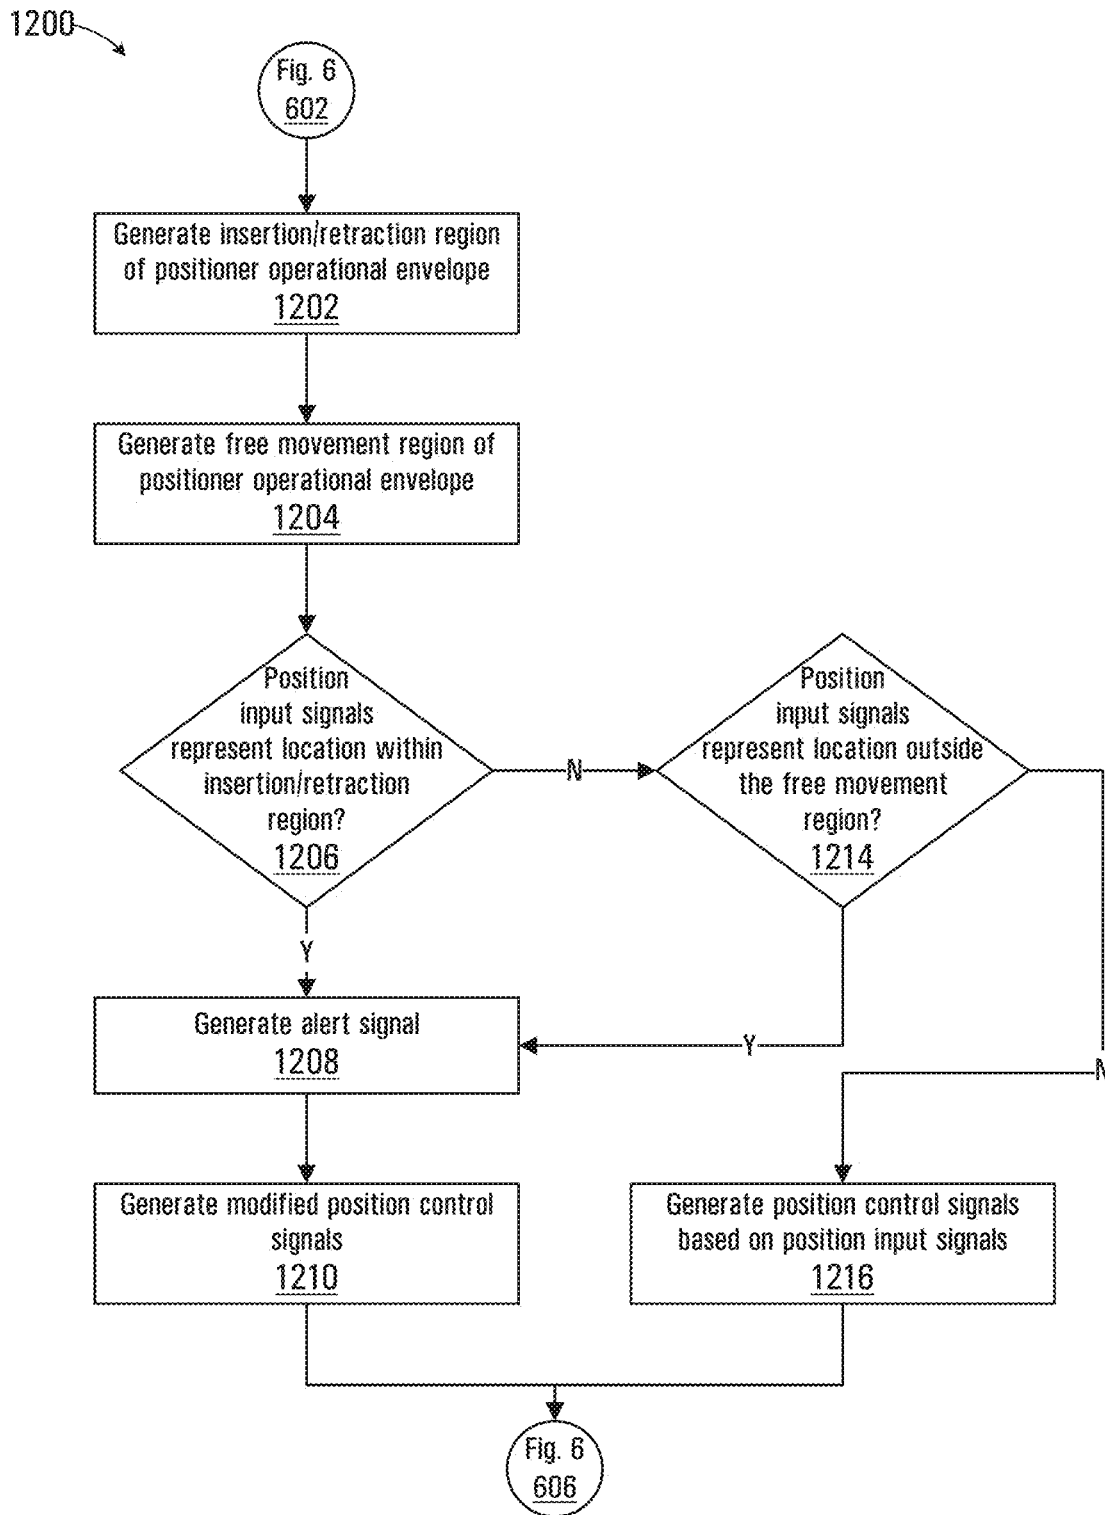 1200
Fig. 6
602
Generate insertion/retraction region
of positioner operational envelope
1202
Generate free movement region of
positioner operational envelope
1204
Position
input signals
represent location within
insertion/retraction
region?
1206
N
Position
input signals
represent location outside
the free movement
region?
1214
Y
Generate alert signal
1208
Y
N
Generate modified position control
signals
1210
Generate position control signals
based on position input signals
1216
Fig. 6
606